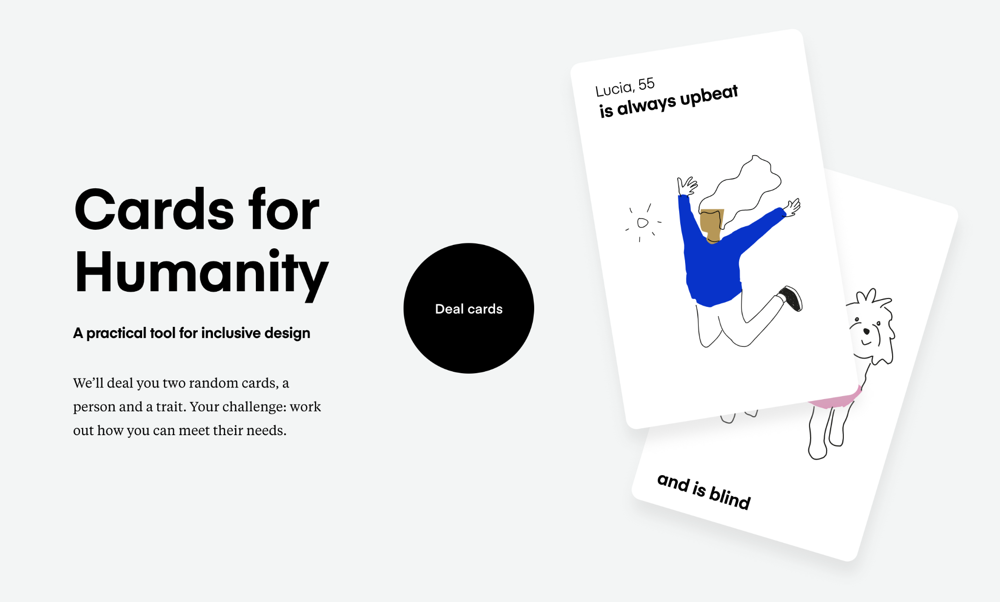 Cards for
Humanity
A practical tool for inclusive design
We’ll deal you two random cards, a
person and a trait. Your challenge: work
out how you can meet their needs.
Deal cards
Lucia, 55
is always upbeat
and is blind